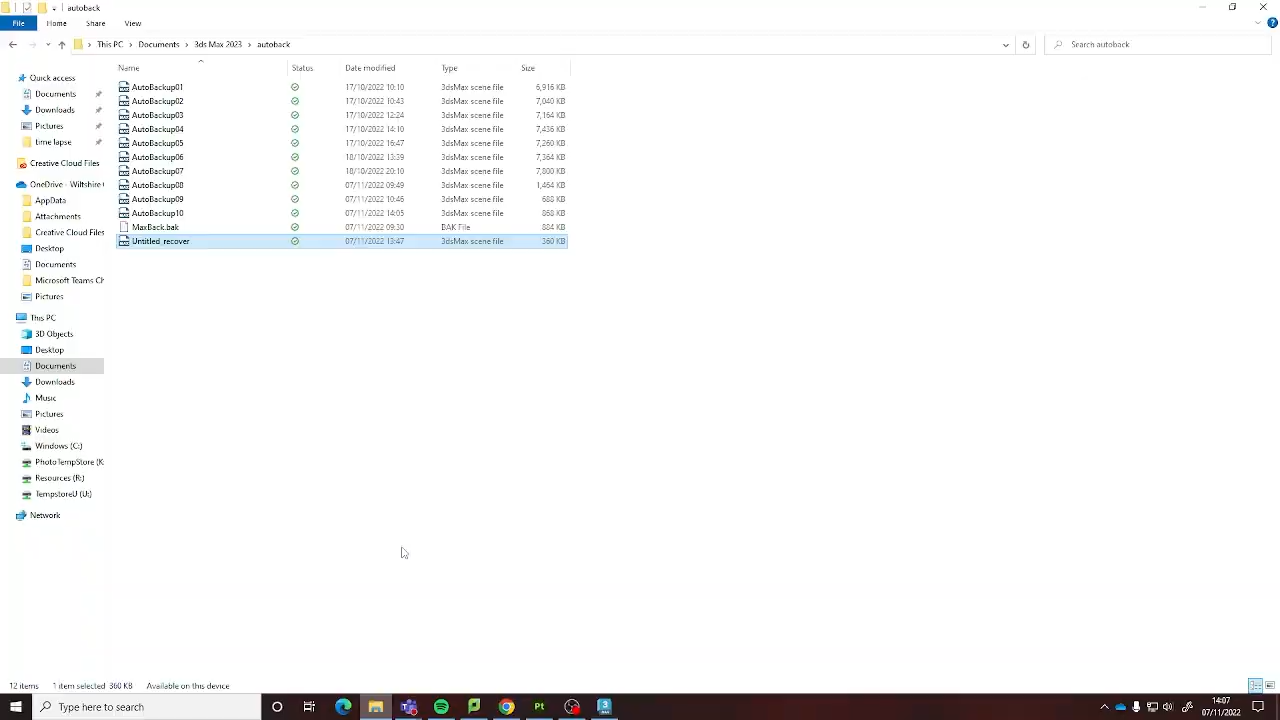 autoback
File Home Share View
This PC Documents 3ds Max 2023 autoback Search autoback
Name Status Date modified Type Size
Quick access
Documents
Downloads
Pictures
time lapse
Creative Cloud Files
OneDrive - Wiltshire
AppData
Attachments
Creative Cloud Files
Desktop
Documents
Microsoft Teams Ch
Pictures
This PC
3D Objects
Desktop
Documents
Downloads
Music
Pictures
Videos
Windows (C:)
PhotoTempStore (K:
Resources (R:)
TempstoreU (U:)
Network
AutoBackup01 17/10/2022 10:10 3dsMax scene file 6,916 KB
AutoBackup02 17/10/2022 10:43 3dsMax scene file 7,040 KB
AutoBackup03 17/10/2022 12:24 3dsMax scene file 7,164 KB
AutoBackup04 17/10/2022 14:10 3dsMax scene file 7,436 KB
AutoBackup05 17/10/2022 16:47 3dsMax scene file 7,260 KB
AutoBackup06 18/10/2022 13:39 3dsMax scene file 7,364 KB
AutoBackup07 18/10/2022 20:10 3dsMax scene file 7,800 KB
AutoBackup08 07/11/2022 09:49 3dsMax scene file 1,464 KB
AutoBackup09 07/11/2022 10:46 3dsMax scene file 688 KB
AutoBackup10 07/11/2022 14:05 3dsMax scene file 868 KB
MaxBack.bak 07/11/2022 09:30 BAK File 884 KB
Untitled_recover 07/11/2022 13:47 3dsMax scene file 360 KB
12 items 1 item selected 360 KB Available on this device
Type here to search Pt 3 14:07
07/11/2022